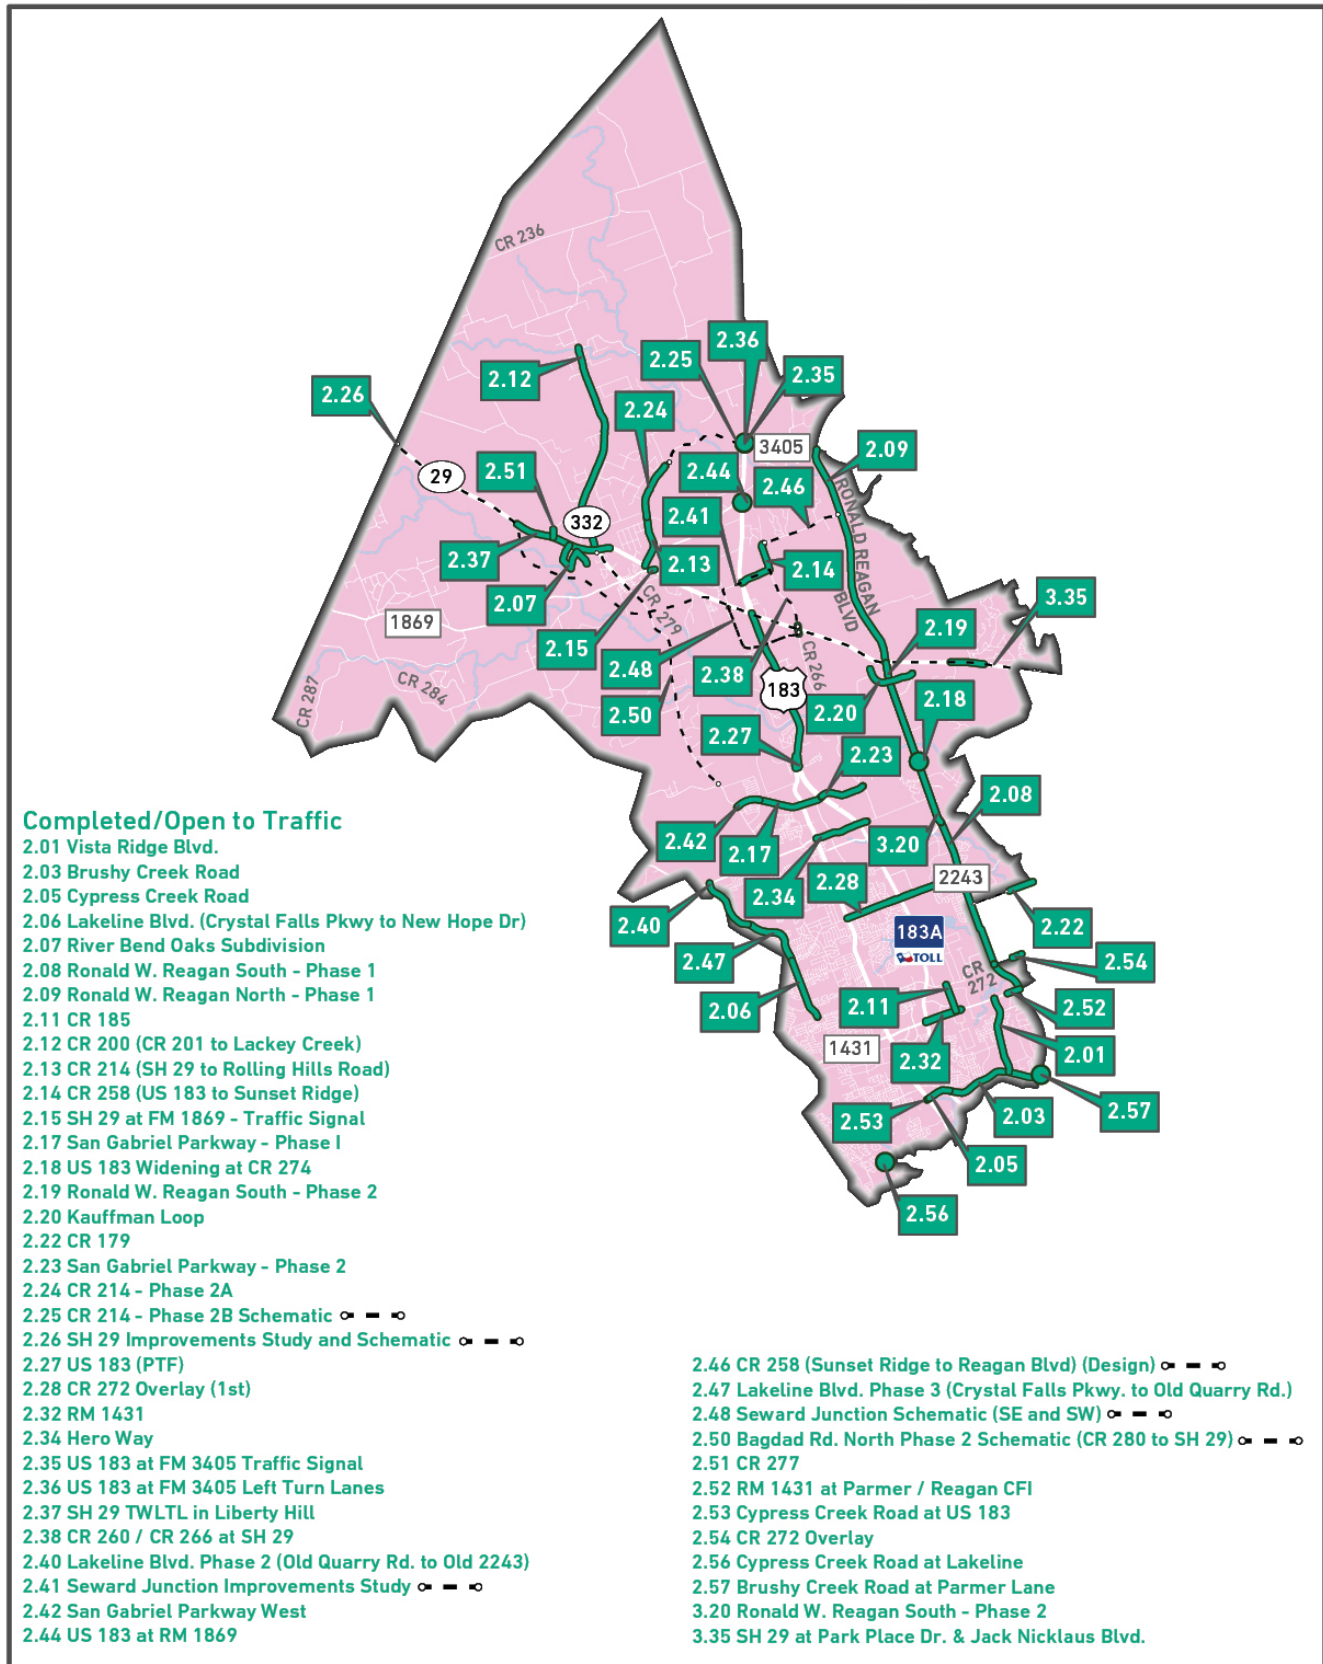 CR 236
2.36
2.25
2.35
2.12
2.26
2.24
3405
2.09
29
2.51
2.44
2.46
RONALD REAGAN BLVD
332
2.41
2.37
2.13
2.14
2.07
CR 279
3.35
1869
2.19
2.15
2.48
2.38
CR 266
CR 287
CR 284
183
2.20
2.18
2.50
2.27
2.23
2.08
2.42
2.17
3.20
2.34
2.28
2243
2.40
2.22
183A
TOLL
2.47
CR 272
2.54
2.06
2.11
2.52
1431
2.32
2.01
2.53
2.03
2.57
2.05
2.56
Completed/Open to Traffic
2.01 Vista Ridge Blvd.
2.03 Brushy Creek Road
2.05 Cypress Creek Road
2.06 Lakeline Blvd. (Crystal Falls Pkwy to New Hope Dr)
2.07 River Bend Oaks Subdivision
2.08 Ronald W. Reagan South - Phase 1
2.09 Ronald W. Reagan North - Phase 1
2.11 CR 185
2.12 CR 200 (CR 201 to Lackey Creek)
2.13 CR 214 (SH 29 to Rolling Hills Road)
2.14 CR 258 (US 183 to Sunset Ridge)
2.15 SH 29 at FM 1869 - Traffic Signal
2.17 San Gabriel Parkway - Phase I
2.18 US 183 Widening at CR 274
2.19 Ronald W. Reagan South - Phase 2
2.20 Kauffman Loop
2.22 CR 179
2.23 San Gabriel Parkway - Phase 2
2.24 CR 214 - Phase 2A
2.25 CR 214 - Phase 2B Schematic
2.26 SH 29 Improvements Study and Schematic
2.27 US 183 (PTF)
2.28 CR 272 Overlay (1st)
2.32 RM 1431
2.34 Hero Way
2.35 US 183 at FM 3405 Traffic Signal
2.36 US 183 at FM 3405 Left Turn Lanes
2.37 SH 29 TWLTL in Liberty Hill
2.38 CR 260 / CR 266 at SH 29
2.40 Lakeline Blvd. Phase 2 (Old Quarry Rd. to Old 2243)
2.41 Seward Junction Improvements Study
2.42 San Gabriel Parkway West
2.44 US 183 at RM 1869
2.46 CR 258 (Sunset Ridge to Reagan Blvd) (Design)
2.47 Lakeline Blvd. Phase 3 (Crystal Falls Pkwy. to Old Quarry Rd.)
2.48 Seward Junction Schematic (SE and SW)
2.50 Bagdad Rd. North Phase 2 Schematic (CR 280 to SH 29)
2.51 CR 277
2.52 RM 1431 at Parmer / Reagan CFI
2.53 Cypress Creek Road at US 183
2.54 CR 272 Overlay
2.56 Cypress Creek Road at Lakeline
2.57 Brushy Creek Road at Parmer Lane
3.20 Ronald W. Reagan South - Phase 2
3.35 SH 29 at Park Place Dr. & Jack Nicklaus Blvd.